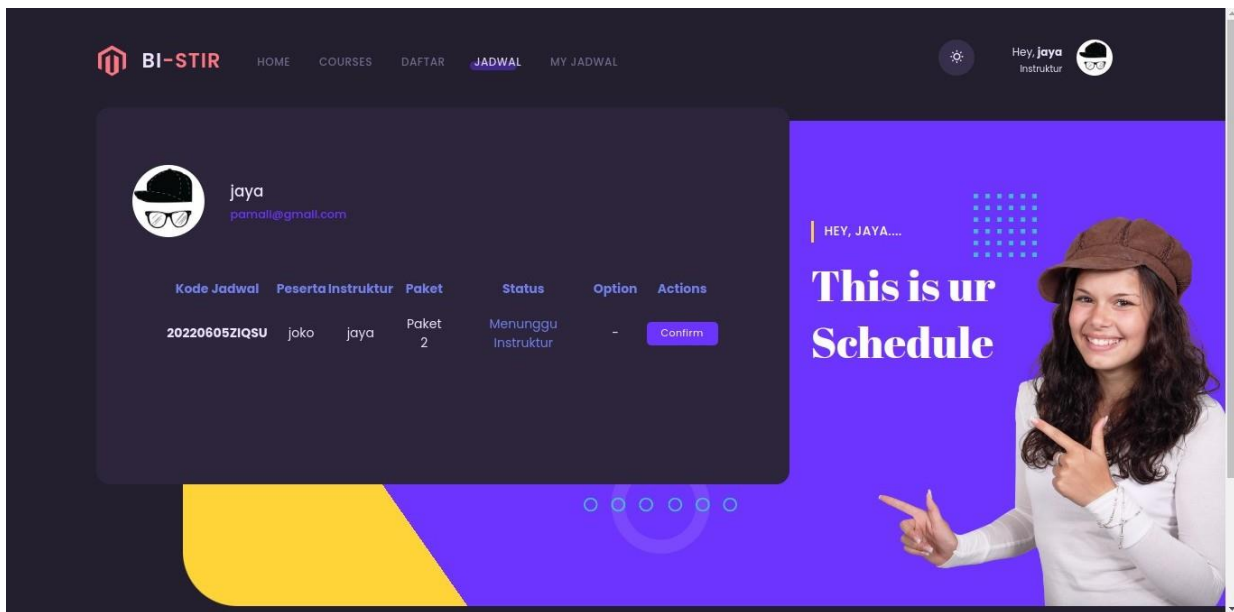 BI-STIR HOME COURSES DAFTAR JADWAL MY JADWAL
Hey, jaya
Instruktur
jaya
pamali@gmail.com
Kode Jadwal Peserta Instruktur Paket Status Option Actions
20220605ZIQSU joko jaya Paket 2 Menunggu Instruktur - Confirm
HEY, JAYA....
This is ur
Schedule